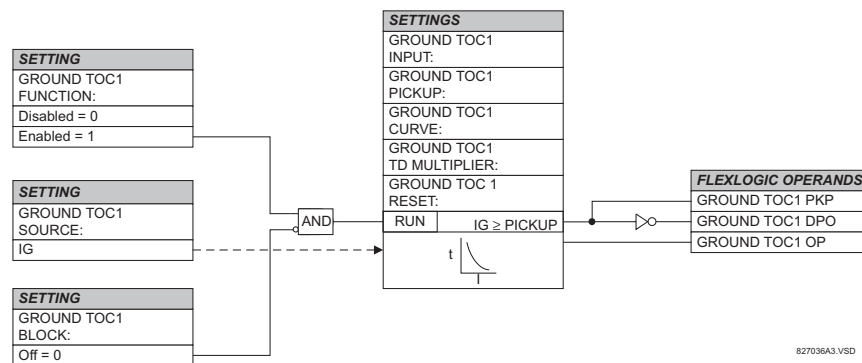 SETTING
GROUND TOC1
FUNCTION:
Disabled = 0
Enabled = 1
SETTING
GROUND TOC1
SOURCE:
IG
SETTING
GROUND TOC1
BLOCK:
Off = 0
AND
SETTINGS
GROUND TOC1
INPUT:
GROUND TOC1
PICKUP:
GROUND TOC1
CURVE:
GROUND TOC1
TD MULTIPLIER:
GROUND TOC 1
RESET:
RUN
IG ≥ PICKUP
t
I
FLEXLOGIC OPERANDS
GROUND TOC1 PKP
GROUND TOC1 DPO
GROUND TOC1 OP
827036A3.VSD